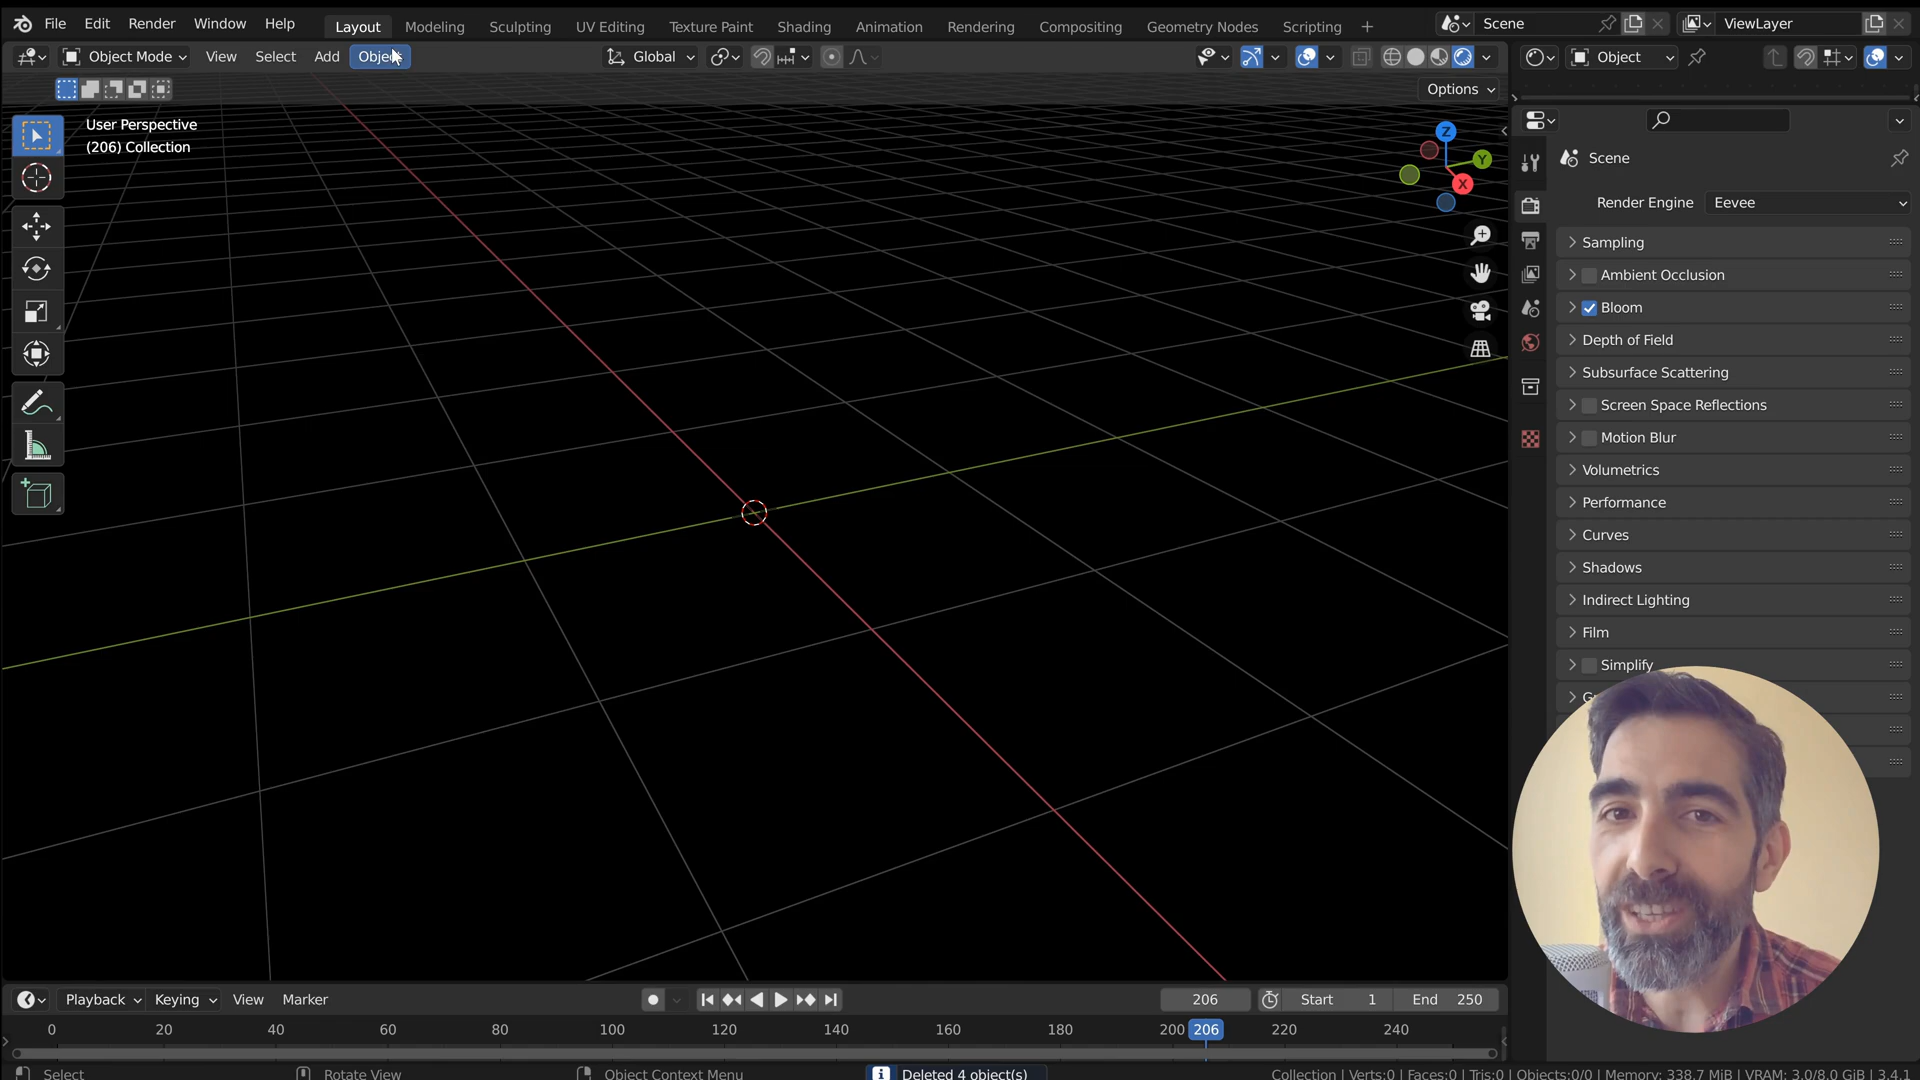 File Edit Render Window Help
Layout Modeling Sculpting UV Editing Texture Paint Shading Animation Rendering Compositing Geometry Nodes Scripting +
Scene
ViewLayer
Object Mode View Select Add
Global
Object
Options
User Perspective
(206) Collection
Z
Y
X
Scene
Render Engine Eevee
Sampling
Ambient Occlusion
Bloom
Depth of Field
Subsurface Scattering
Screen Space Reflections
Motion Blur
Volumetrics
Performance
Curves
Shadows
Indirect Lighting
Film
Simplify
Playback Keying View Marker
206 Start 1 End 250
0 20 40 60 80 100 120 140 160 180 200 206 220 240
Select Rotate View Object Context Menu Deleted 4 object(s) Collection | Verts:0 | Faces:0 | Tris:0 | Objects:0/0 | Memory: 338.7 MiB | VRAM: 3.0/8.0 GiB | 3.4.1